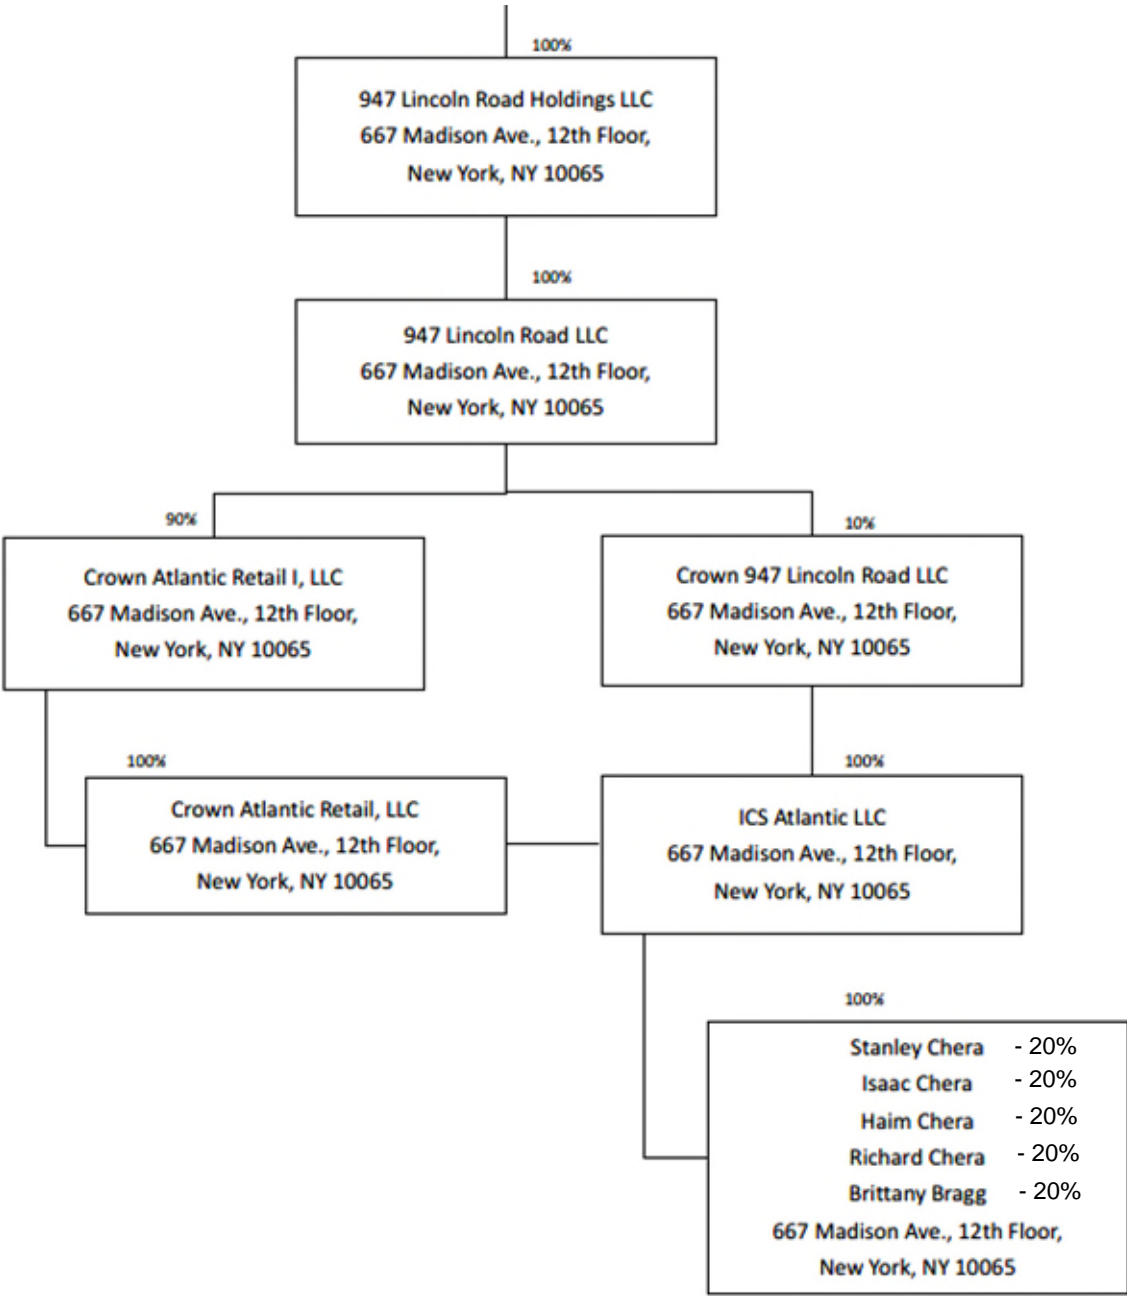 100%
947 Lincoln Road Holdings LLC
667 Madison Ave., 12th Floor,
New York, NY 10065
100%
947 Lincoln Road LLC
667 Madison Ave., 12th Floor,
New York, NY 10065
90%
Crown Atlantic Retail I, LLC
667 Madison Ave., 12th Floor,
New York, NY 10065
10%
Crown 947 Lincoln Road LLC
667 Madison Ave., 12th Floor,
New York, NY 10065
100%
Crown Atlantic Retail, LLC
667 Madison Ave., 12th Floor,
New York, NY 10065
100%
ICS Atlantic LLC
667 Madison Ave., 12th Floor,
New York, NY 10065
100%
Stanley Chera - 20%
Isaac Chera - 20%
Haim Chera - 20%
Richard Chera - 20%
Brittany Bragg - 20%
667 Madison Ave., 12th Floor,
New York, NY 10065